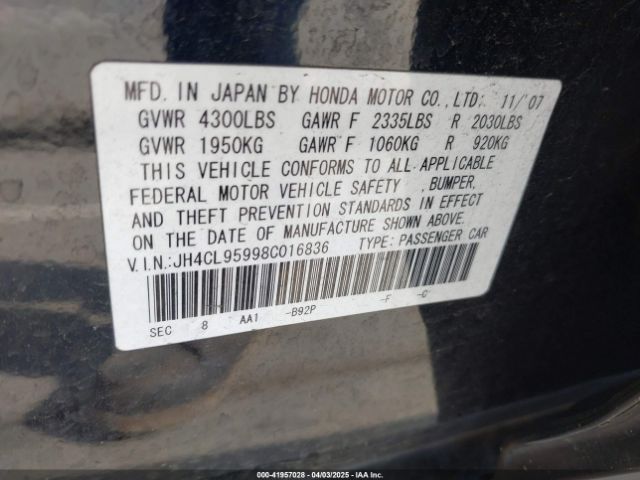 MFD. IN JAPAN BY HONDA MOTOR CO.,LTD. 11/'07
GVWR 4300LBS GAWR F 2335LBS R 2030LBS
GVWR 1950KG GAWR F 1060KG R 920KG
THIS VEHICLE CONFORMS TO ALL APPLICABLE
FEDERAL MOTOR VEHICLE SAFETY , BUMPER,
AND THEFT PREVENTION STANDARDS IN EFFECT
ON THE DATE OF MANUFACTURE SHOWN ABOVE.
V.I.N.:JH4CL95998C016836 TYPE: PASSENGER CAR
SEC 8 AA1 -B92P -F -C
000-41957028 - 04/03/2025 - IAAI.COM